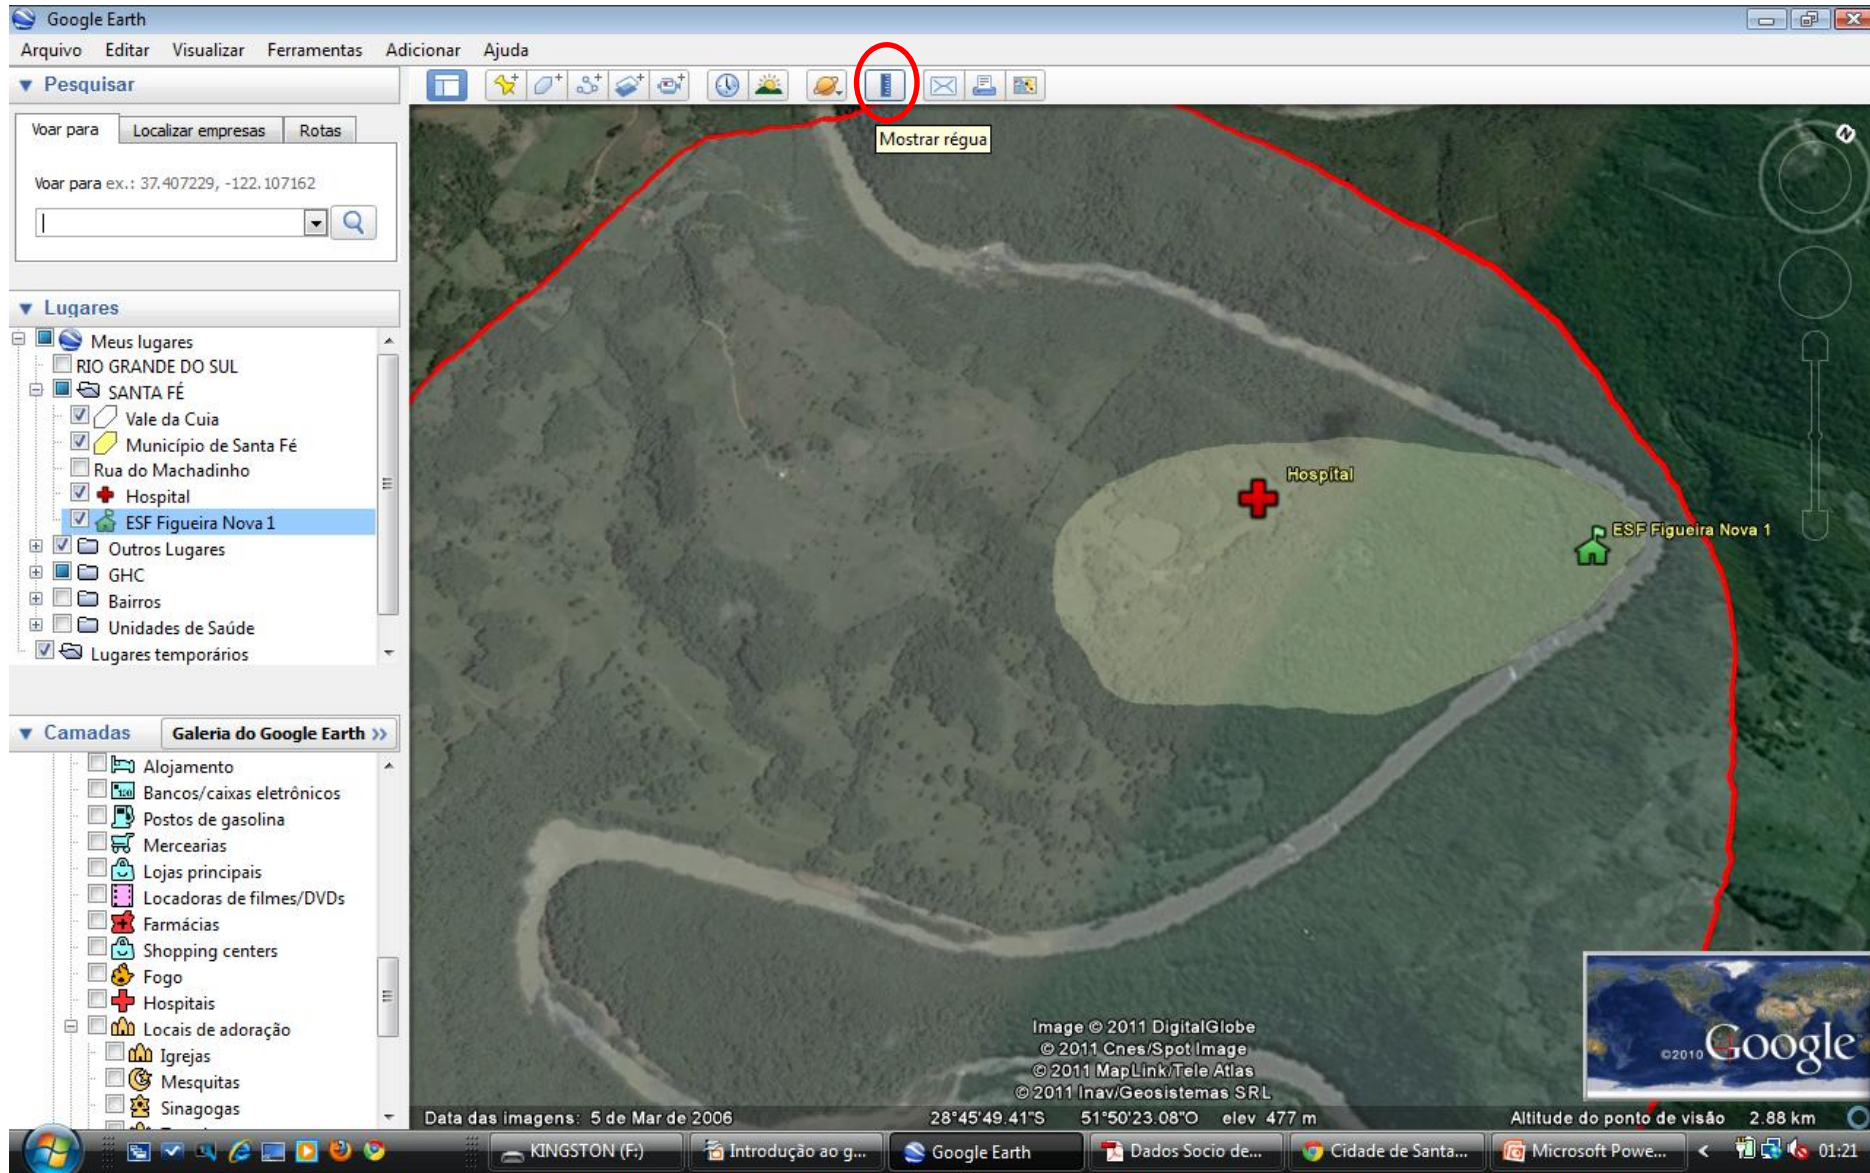 Google Earth
Arquivo Editar Visualizar Ferramentas Adicionar Ajuda
Pesquisar
Voar para Localizar empresas Rotas
Voar para ex.: 37.407229, -122.107162
Lugares
Meus lugares
RIO GRANDE DO SUL
SANTA FÉ
Vale da Cuia
Município de Santa Fé
Rua do Machadinho
Hospital
ESF Figueira Nova 1
Outros Lugares
GHC
Bairros
Unidades de Saúde
Lugares temporários
Camadas Galeria do Google Earth >>
Alojamento
Bancos/caixas eletrônicos
Postos de gasolina
Mercearias
Lojas principais
Locadoras de filmes/DVDs
Farmácias
Shopping centers
Fogo
Hospitais
Locais de adoração
Igrejas
Mesquitas
Sinagogas
Mostrar régua
N
Hospital
ESF Figueira Nova 1
Image © 2011 DigitalGlobe
© 2011 Cnes/Spot Image
© 2011 MapLink/Tele Atlas
© 2011 Inav/Geosistemas SRL
©2010 Google
Data das imagens: 5 de Mar de 2006 28°45'49.41"S 51°50'23.08"O elev 477 m Altitude do ponto de visão 2.88 km
KINGSTON (F:) Introdução ao g... Google Earth Dados Socio de... Cidade de Santa... Microsoft Powe... < 01:21